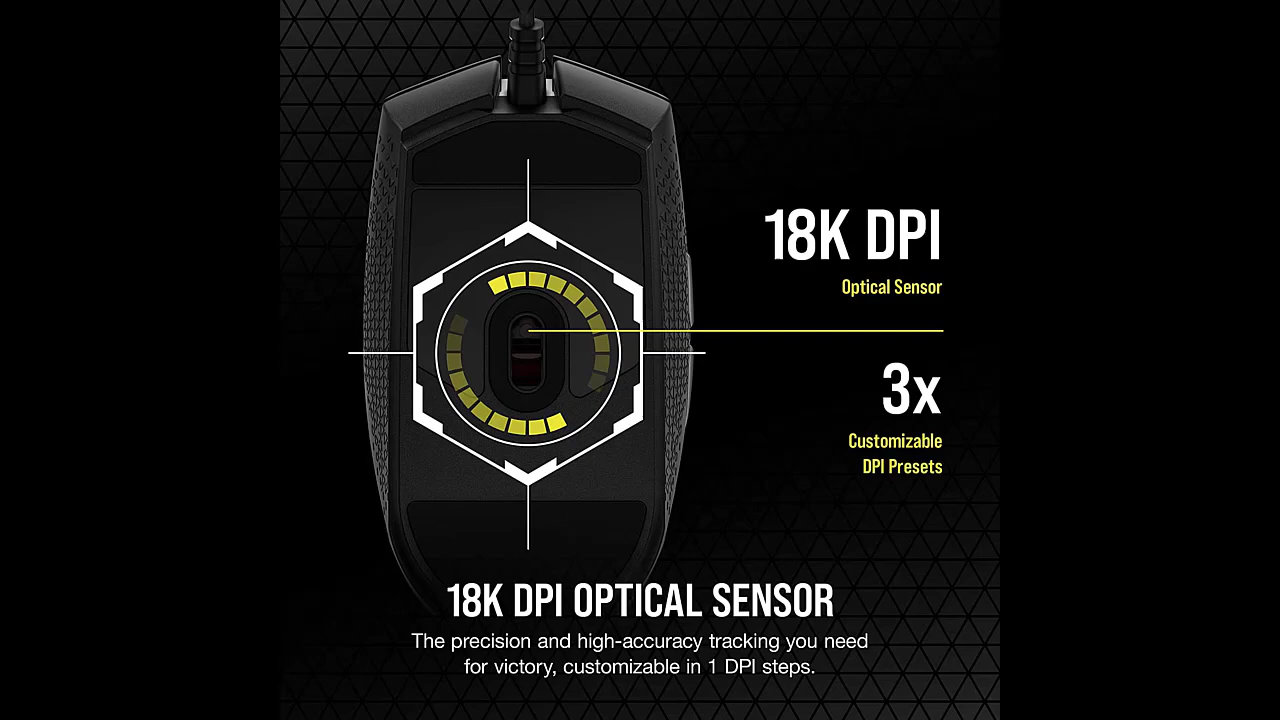 18K DPI
Optical Sensor
3x
Customizable
DPI Presets
18K DPI OPTICAL SENSOR
The precision and high-accuracy tracking you need
for victory, customizable in 1 DPI steps.